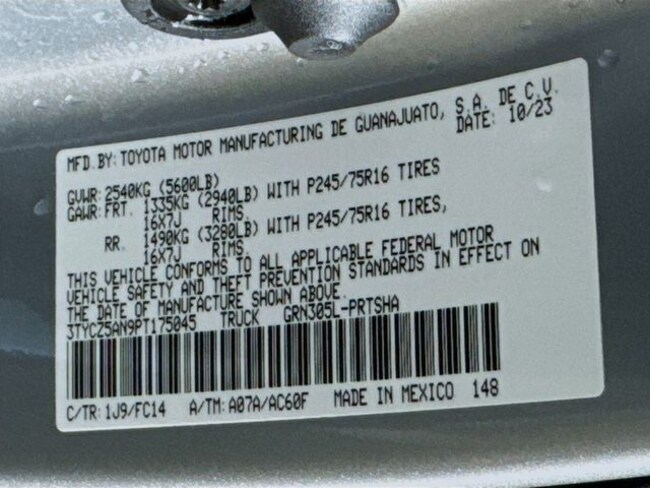 MFD.BY: TOYOTA MOTOR MANUFACTURING DE GUANAJUATO, S.A. DE C.V.
DATE: 10/23
GVWR: 2540KG (5600LB)
GAWR: FRT. 1335KG (2940LB) WITH P245/75R16 TIRES
16X7J RIMS
RR. 1490KG (3280LB) WITH P245/75R16 TIRES,
16X7J RIMS
THIS VEHICLE CONFORMS TO ALL APPLICABLE FEDERAL MOTOR
VEHICLE SAFETY AND THEFT PREVENTION STANDARDS IN EFFECT ON
THE DATE OF MANUFACTURE SHOWN ABOVE.
3TYCZ5AN9PT175045 TRUCK GRN305L-PRTSHA
C/TR: 1J9/FC14 A/TM: A07A/AC60F MADE IN MEXICO 148